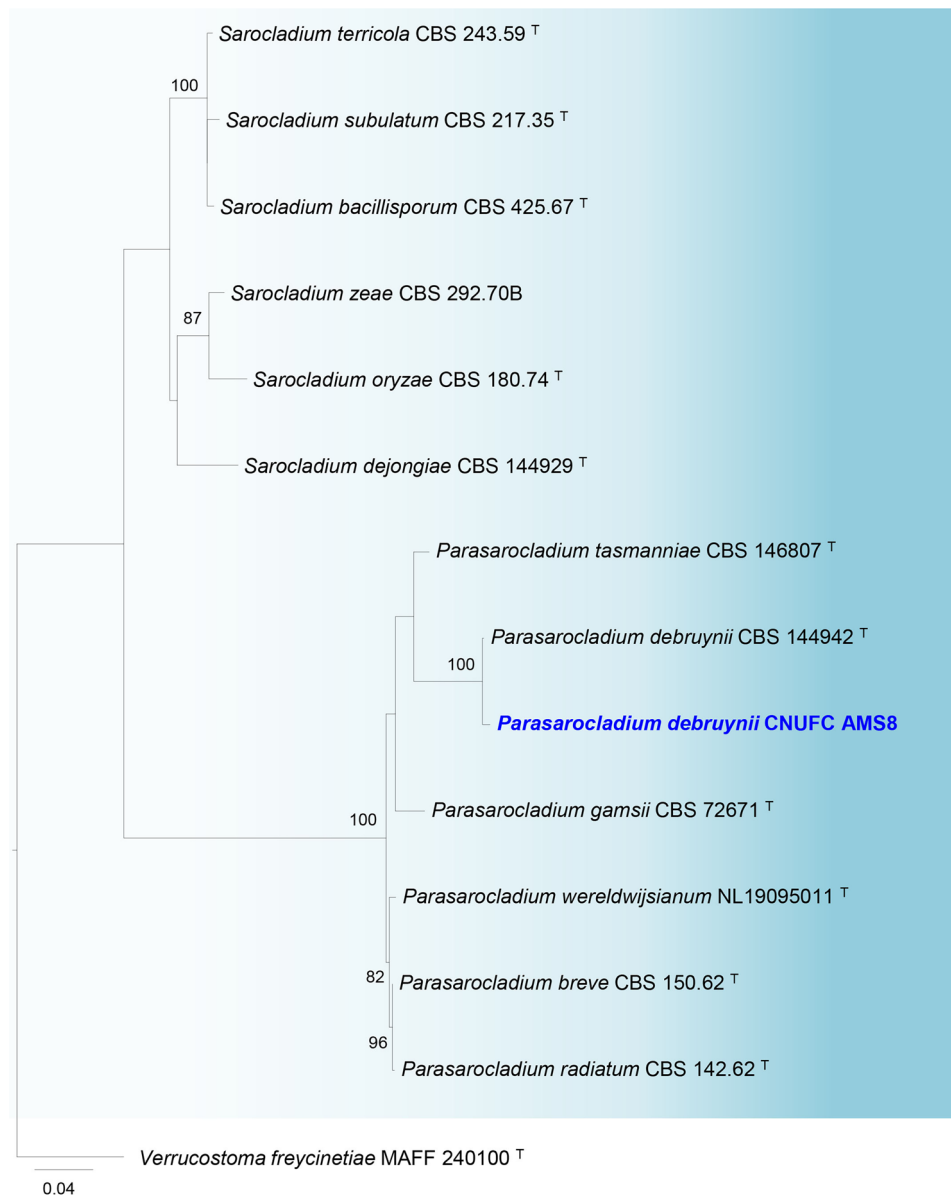 Sarocladium terricola CBS 243.59 T
100
Sarocladium subulatum CBS 217.35 T
Sarocladium bacillisporum CBS 425.67 T
Sarocladium zeae CBS 292.70B
87
Sarocladium oryzae CBS 180.74 T
Sarocladium dejongiae CBS 144929 T
Parasarocladium tasmanniae CBS 146807 T
Parasarocladium debruynii CBS 144942 T
100
Parasarocladium debruynii CNUFC AMS8
Parasarocladium gamsii CBS 72671 T
100
Parasarocladium wereldwijsianum NL19095011 T
82
Parasarocladium breve CBS 150.62 T
96
Parasarocladium radiatum CBS 142.62 T
Verrucostoma freycinetiae MAFF 240100 T
0.04